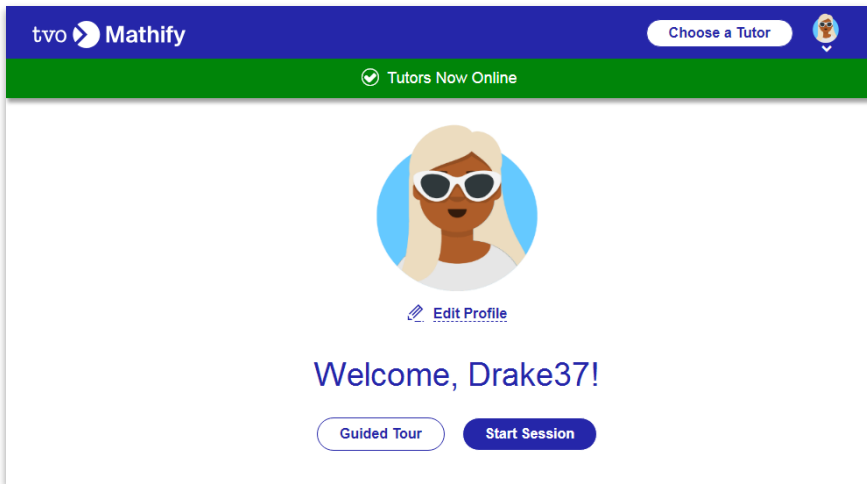 tvo Mathify
Choose a Tutor
Tutors Now Online
Edit Profile
Welcome, Drake37!
Guided Tour
Start Session